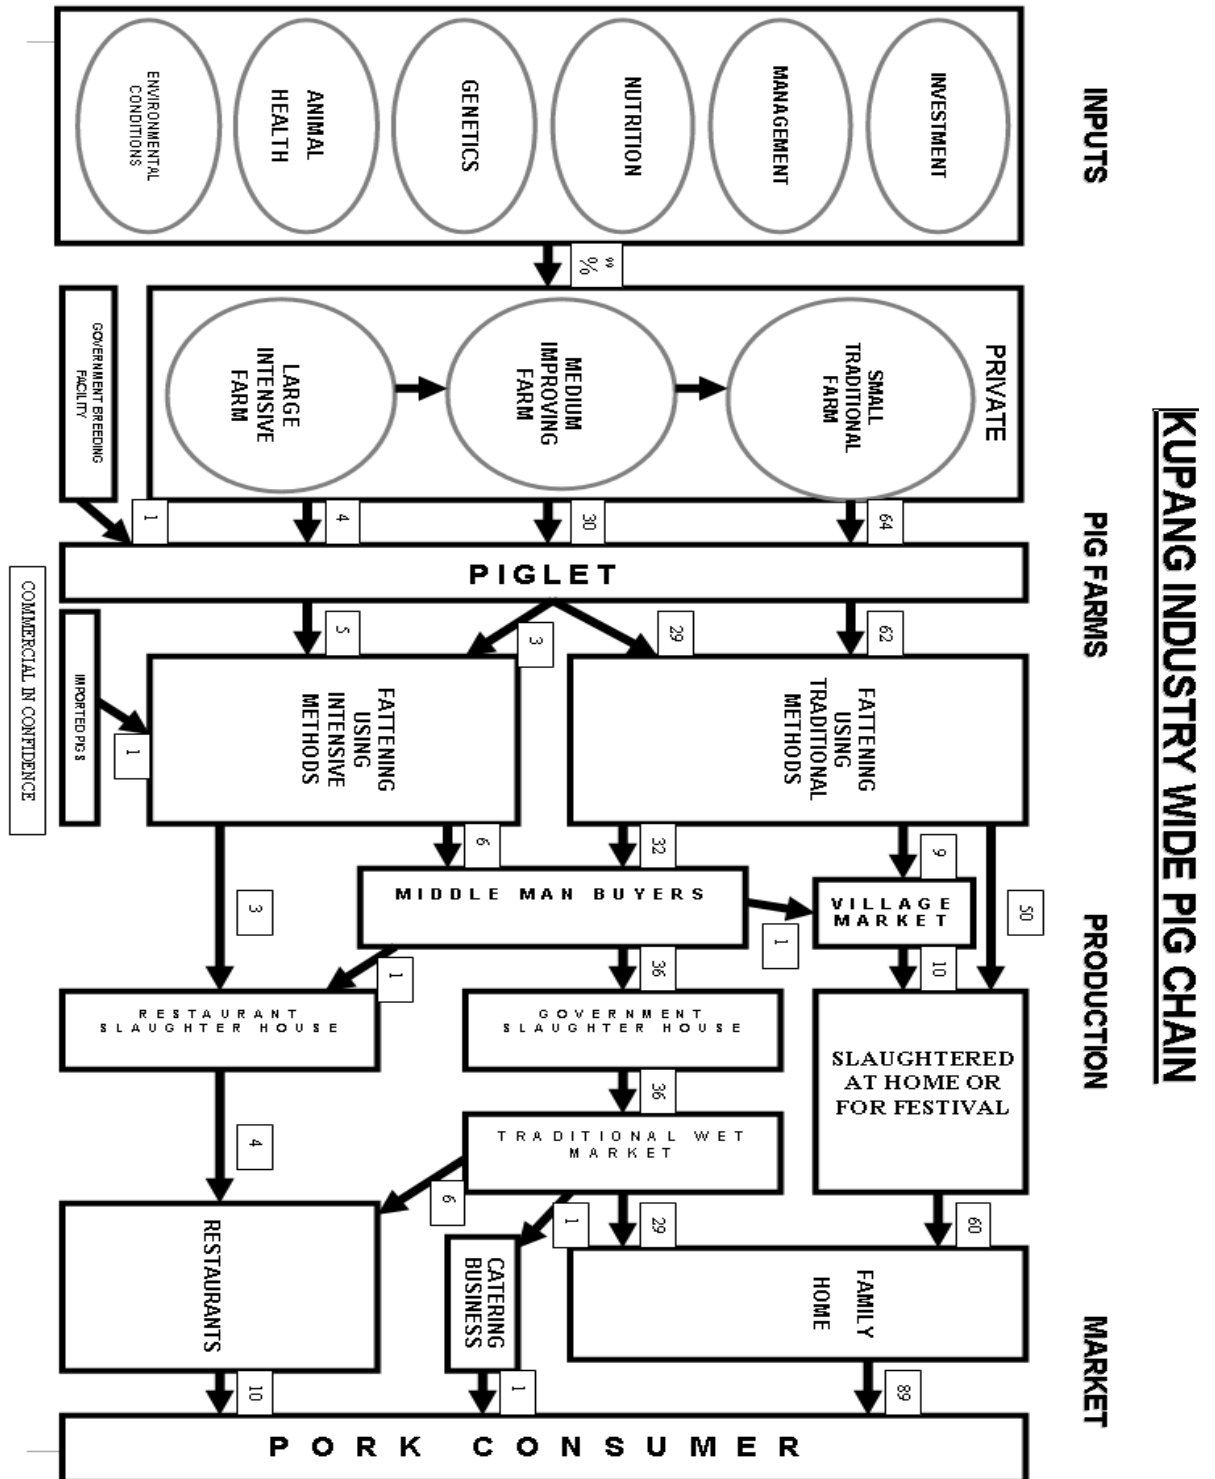 KUPANG INDUSTRY WIDE PIG CHAIN
INPUTS
PIG FARMS
PRODUCTION
MARKET
ENVIRONMENTAL
CONDITIONS
ANIMAL
HEALTH
GENETICS
NUTRITION
MANAGEMENT
INVESTMENT
99
%
PRIVATE
GOVERNMENT BREEDING
FACILITY
LARGE
INTENSIVE
FARM
MEDIUM
IMPROVING
FARM
SMALL
TRADITIONAL
FARM
1
4
30
64
PIGLET
COMMERCIAL IN CONFIDENCE
5
3
29
62
IMPORTED PIGS
1
FATTENING
USING
INTENSIVE
METHODS
FATTENING
USING
TRADITIONAL
METHODS
6
32
9
50
3
MIDDLE MAN BUYERS
1
VILLAGE
MARKET
1
36
10
RESTAURANT
SLAUGHTER HOUSE
GOVERNMENT
SLAUGHTER HOUSE
SLAUGHTERED
AT HOME OR
FOR FESTIVAL
36
4
TRADITIONAL WET
MARKET
6
1
29
60
RESTAURANTS
CATERING
BUSINESS
FAMILY
HOME
10
1
89
PORK CONSUMER